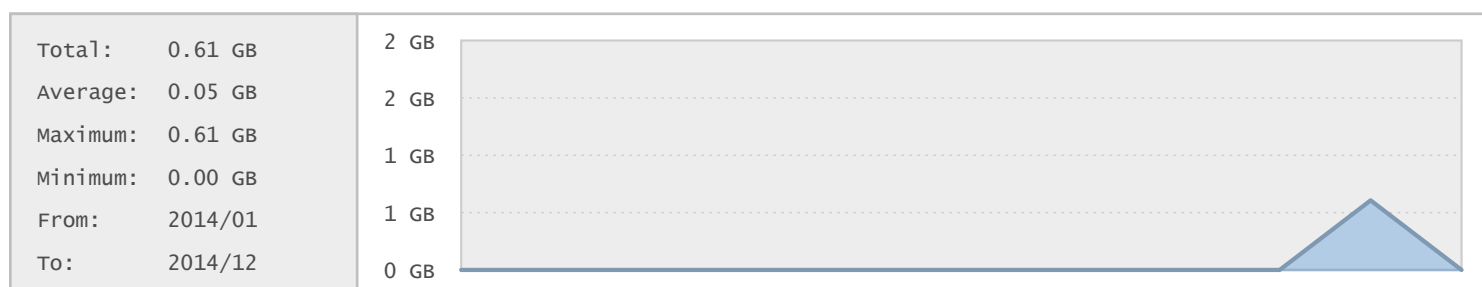 Total: 0.61 GB
Average: 0.05 GB
Maximum: 0.61 GB
Minimum: 0.00 GB
From: 2014/01
To: 2014/12
2 GB
2 GB
1 GB
1 GB
0 GB